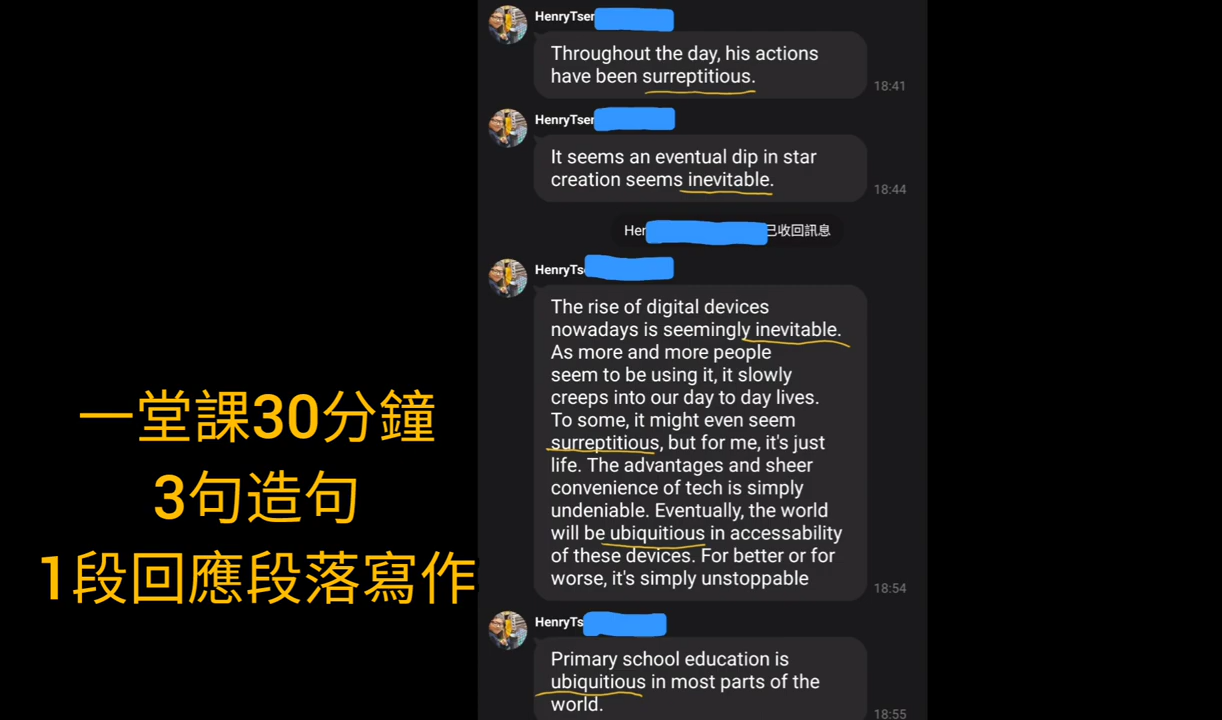 HenryTser
Throughout the day, his actions
have been surreptitious.
18:41
HenryTser
It seems an eventual dip in star
creation seems inevitable.
18:44
Her 已收回訊息
HenryTs
The rise of digital devices
nowadays is seemingly inevitable.
As more and more people
seem to be using it, it slowly
creeps into our day to day lives.
To some, it might even seem
surreptitious, but for me, it's just
life. The advantages and sheer
convenience of tech is simply
undeniable. Eventually, the world
will be ubiquitious in accessability
of these devices. For better or for
worse, it's simply unstoppable
18:54
HenryTs
Primary school education is
ubiquitious in most parts of the
world.
18:55
一堂課30分鐘
3句造句
1段回應段落寫作